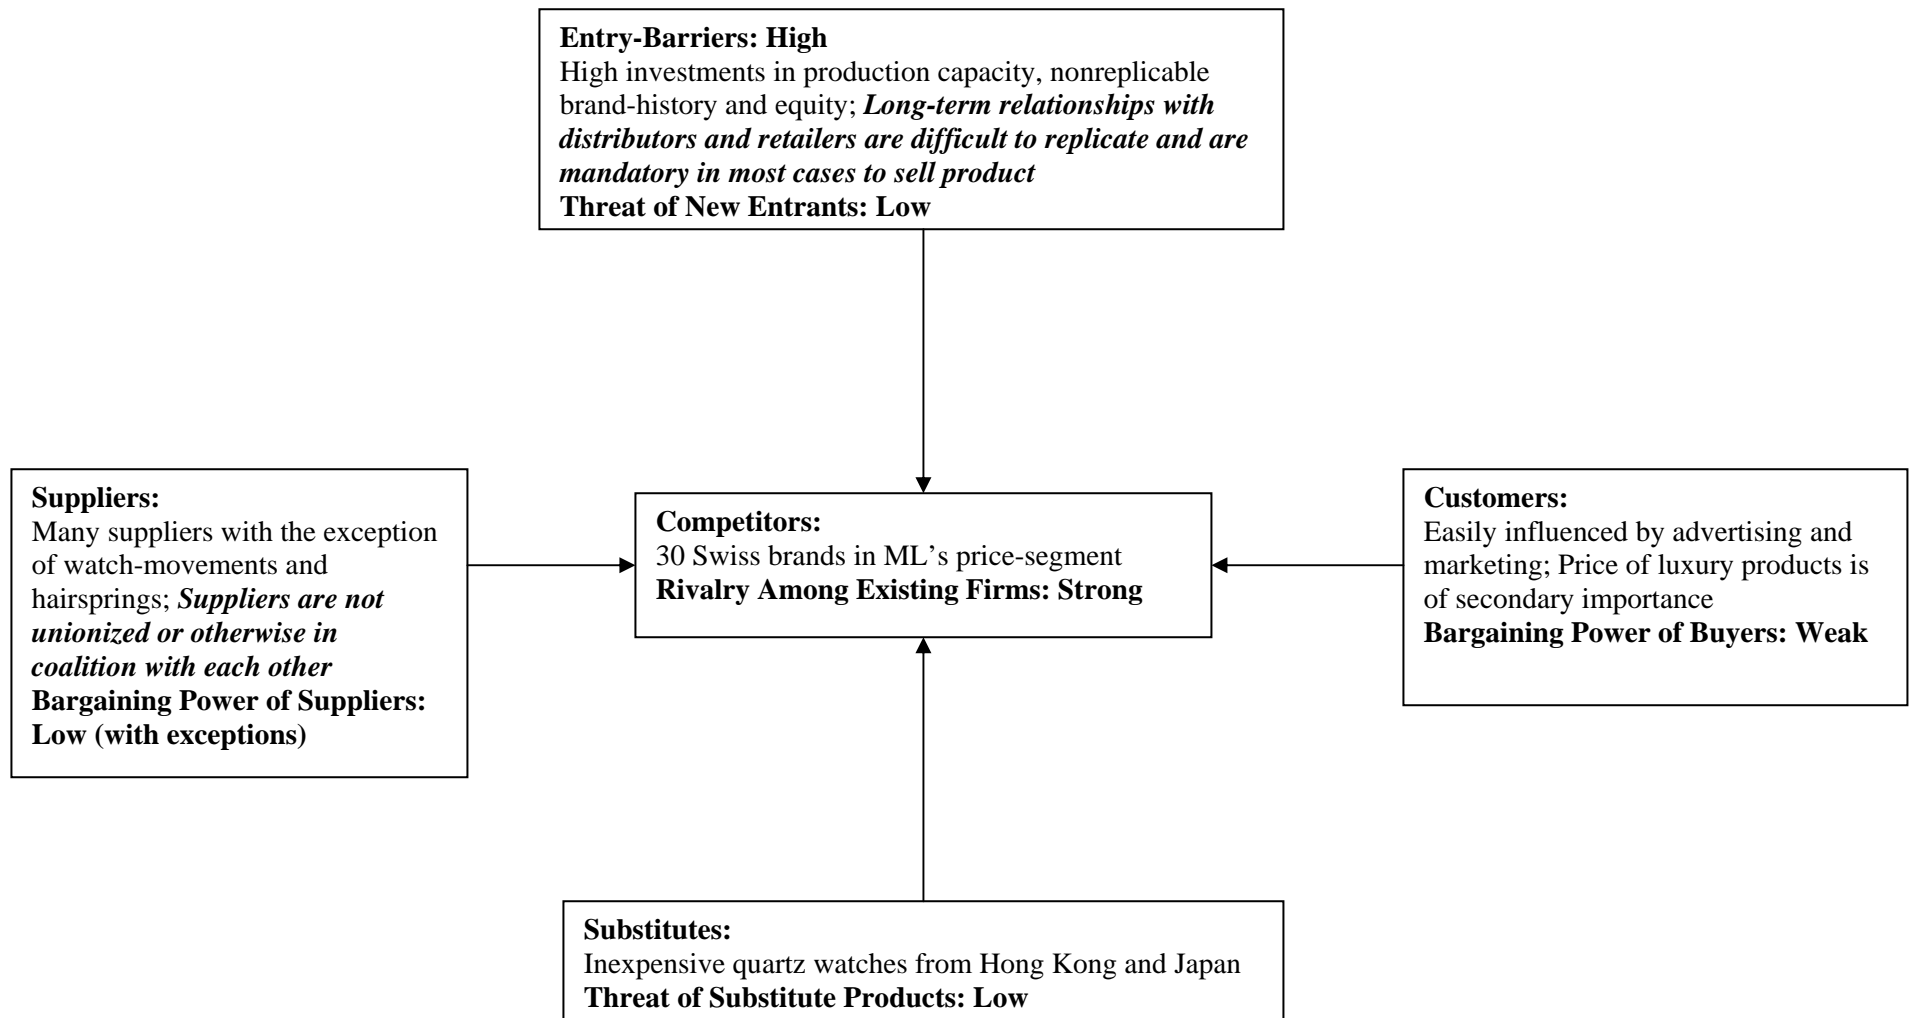 Entry-Barriers: High
High investments in production capacity, nonreplicable
brand-history and equity; Long-term relationships with
distributors and retailers are difficult to replicate and are
mandatory in most cases to sell product
Threat of New Entrants: Low
Suppliers:
Many suppliers with the exception
of watch-movements and
hairsprings; Suppliers are not
unionized or otherwise in
coalition with each other
Bargaining Power of Suppliers:
Low (with exceptions)
Competitors:
30 Swiss brands in ML’s price-segment
Rivalry Among Existing Firms: Strong
Customers:
Easily influenced by advertising and
marketing; Price of luxury products is
of secondary importance
Bargaining Power of Buyers: Weak
Substitutes:
Inexpensive quartz watches from Hong Kong and Japan
Threat of Substitute Products: Low